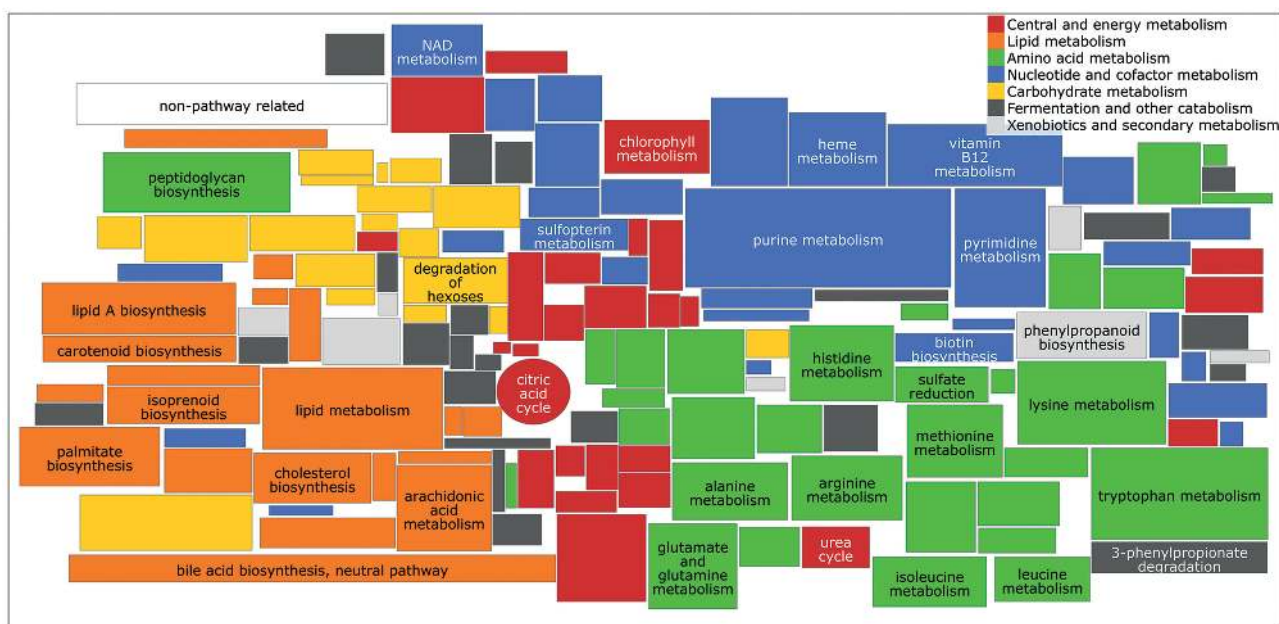 NAD
metabolism
Central and energy metabolism
Lipid metabolism
Amino acid metabolism
Nucleotide and cofactor metabolism
Carbohydrate metabolism
Fermentation and other catabolism
Xenobiotics and secondary metabolism
non-pathway related
chlorophyll
metabolism
heme
metabolism
vitamin
B12
metabolism
peptidoglycan
biosynthesis
sulfopterin
metabolism
purine metabolism
pyrimidine
metabolism
degradation
of
hexoses
lipid A biosynthesis
carotenoid biosynthesis
phenylpropanoid
biosynthesis
biotin
biosynthesis
histidine
metabolism
citric
acid
cycle
sulfate
reduction
isoprenoid
biosynthesis
lipid metabolism
lysine metabolism
palmitate
biosynthesis
methionine
metabolism
cholesterol
biosynthesis
arachidonic
acid
metabolism
alanine
metabolism
arginine
metabolism
tryptophan metabolism
glutamate
and
glutamine
metabolism
urea
cycle
3-phenylpropionate
degradation
bile acid biosynthesis, neutral pathway
isoleucine
metabolism
leucine
metabolism